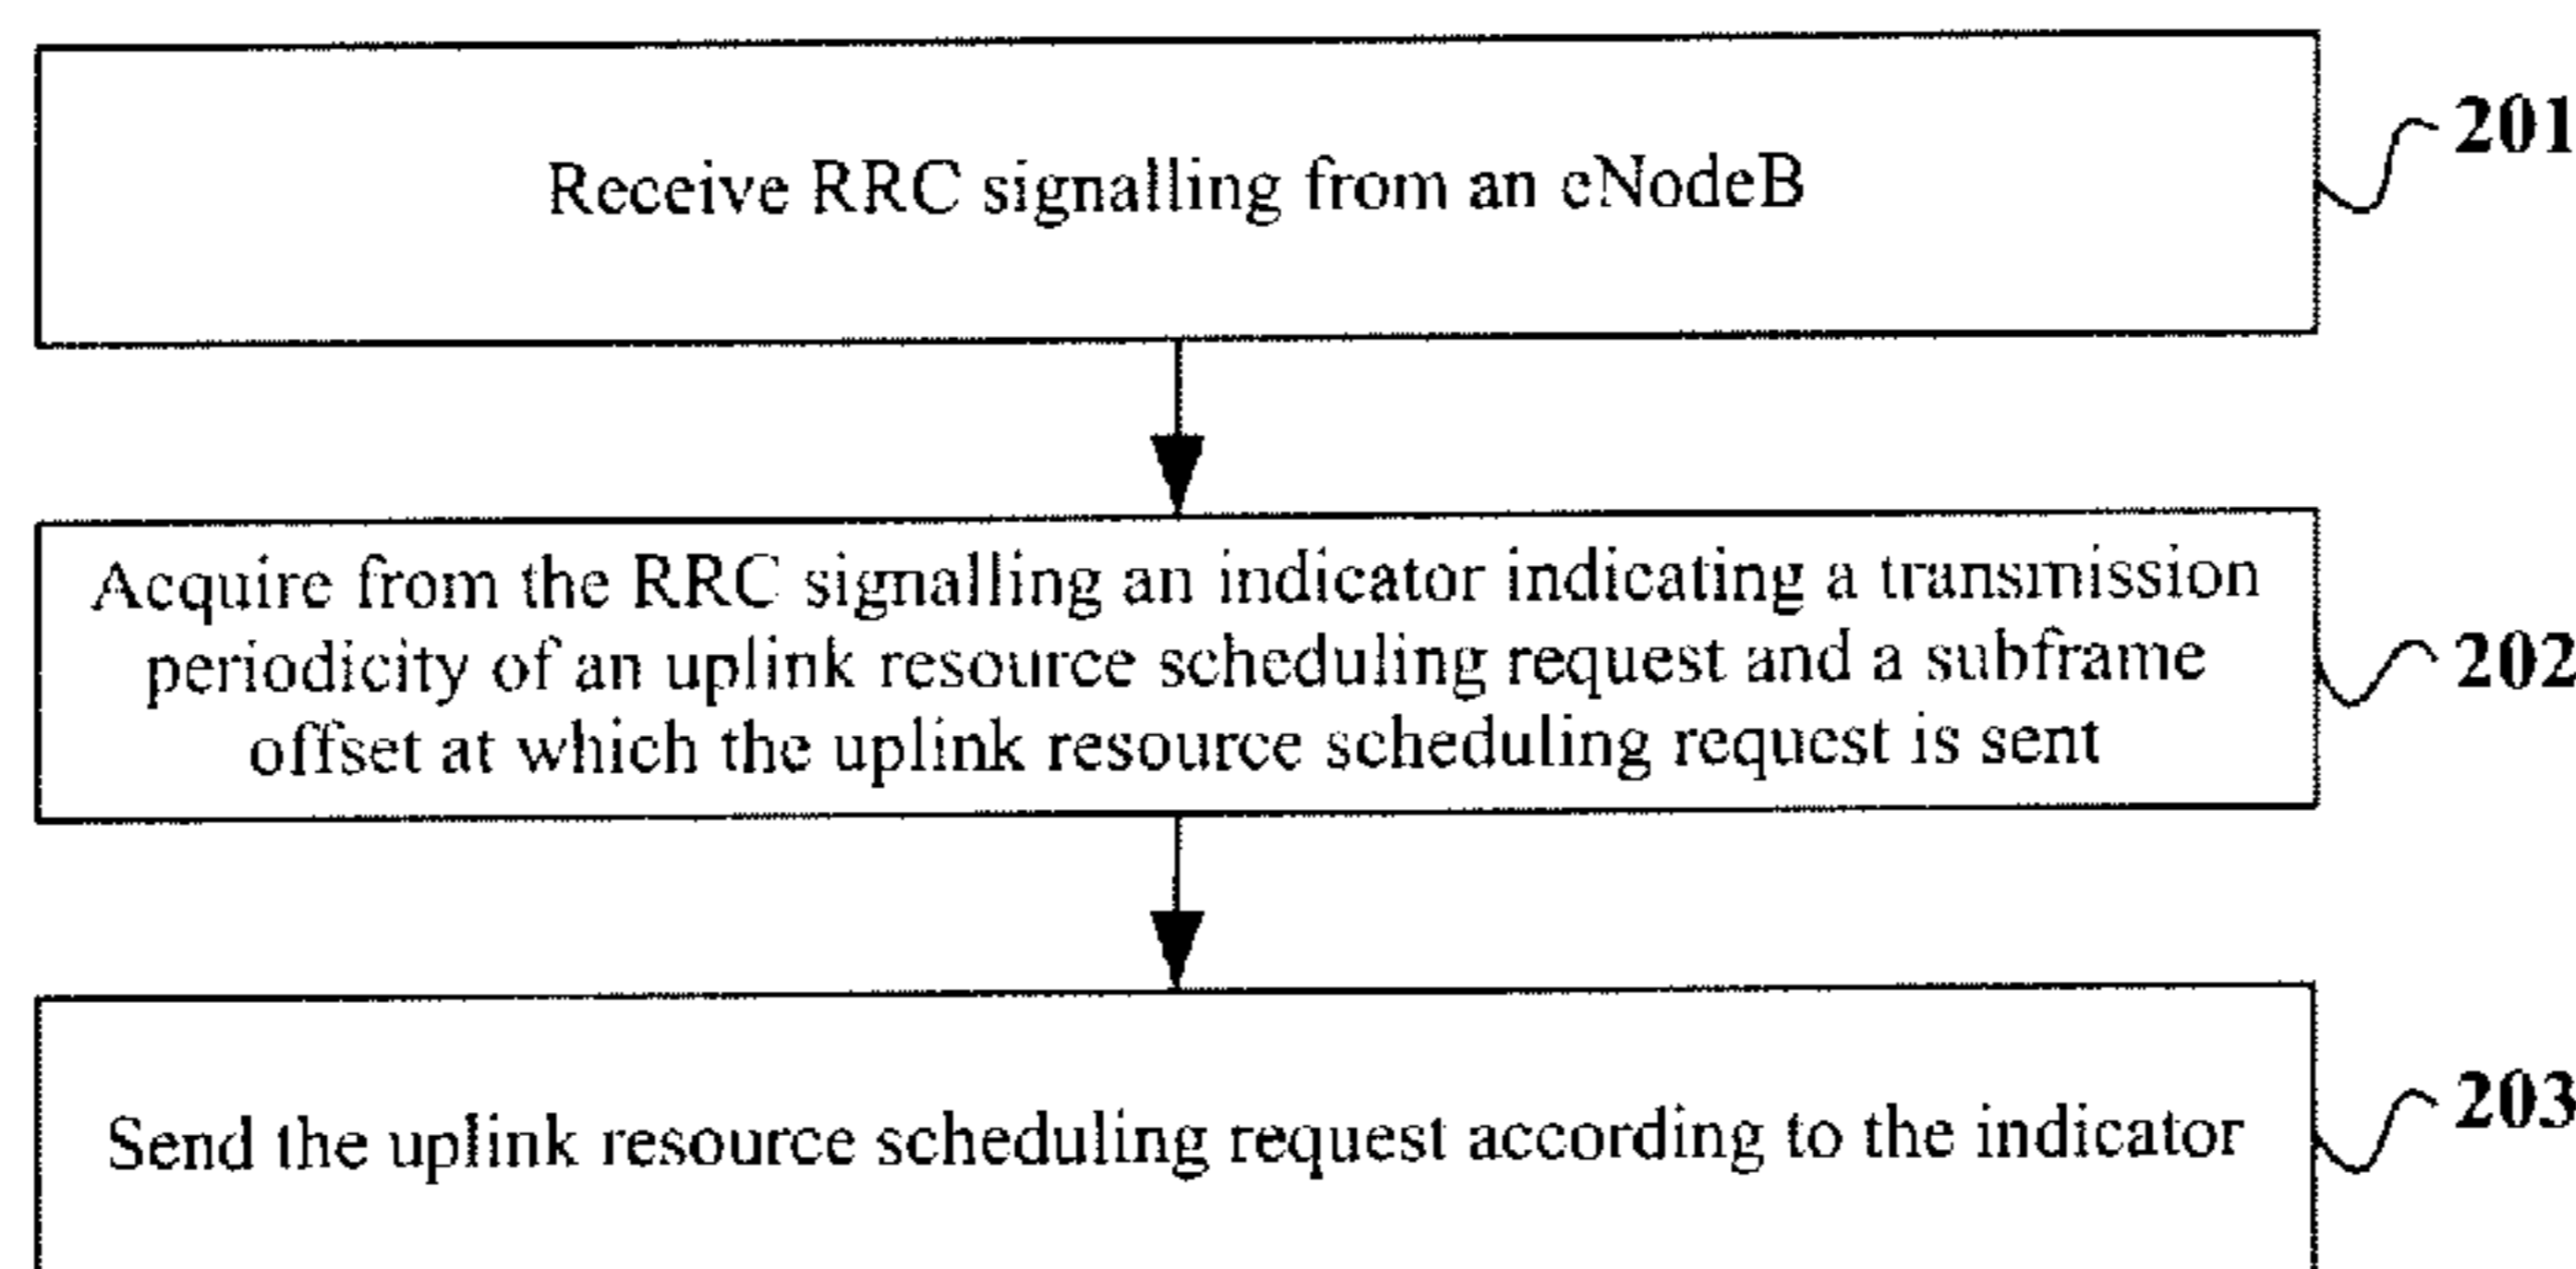 Receive RRC signalling from an eNodeB
201
Acquire from the RRC signalling an indicator indicating a transmission
periodicity of an uplink resource scheduling request and a subframe
offset at which the uplink resource scheduling request is sent
202
Send the uplink resource scheduling request according to the indicator
203